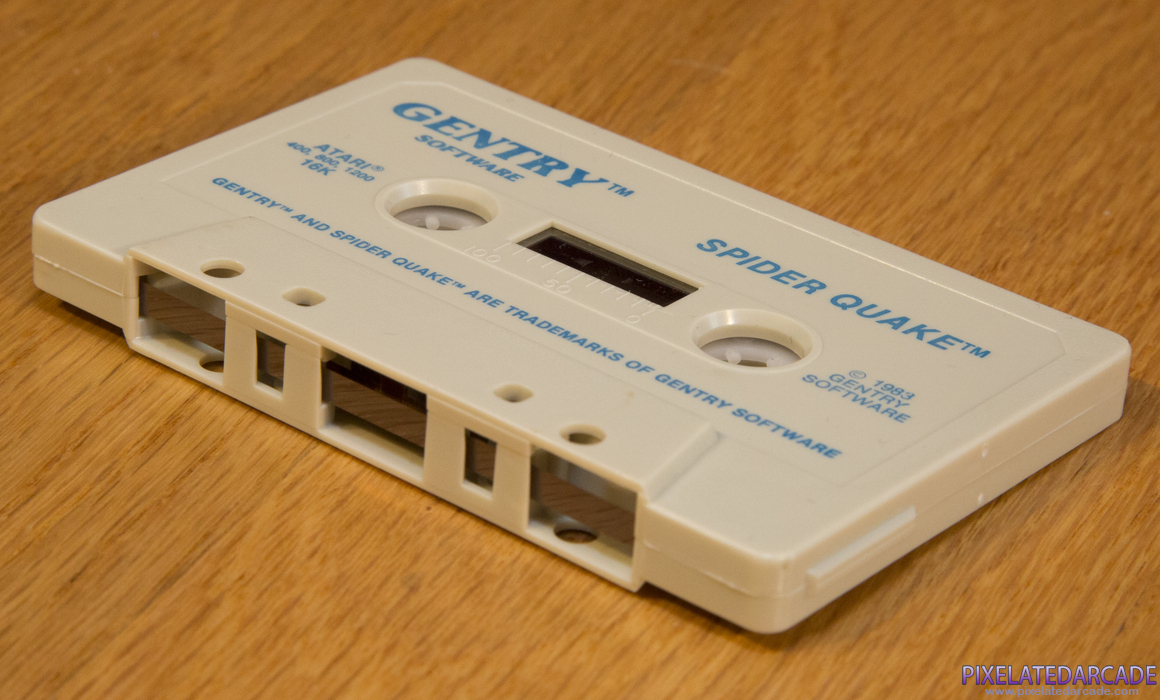 GENTRY™
SOFTWARE
ATARI®
400, 800, 1200
16K
SPIDER QUAKE™
© 1983
GENTRY
SOFTWARE
100
50
0
GENTRY™ AND SPIDER QUAKE™ ARE TRADEMARKS OF GENTRY SOFTWARE
PIXELATEDARCADE
www.pixelatedarcade.com